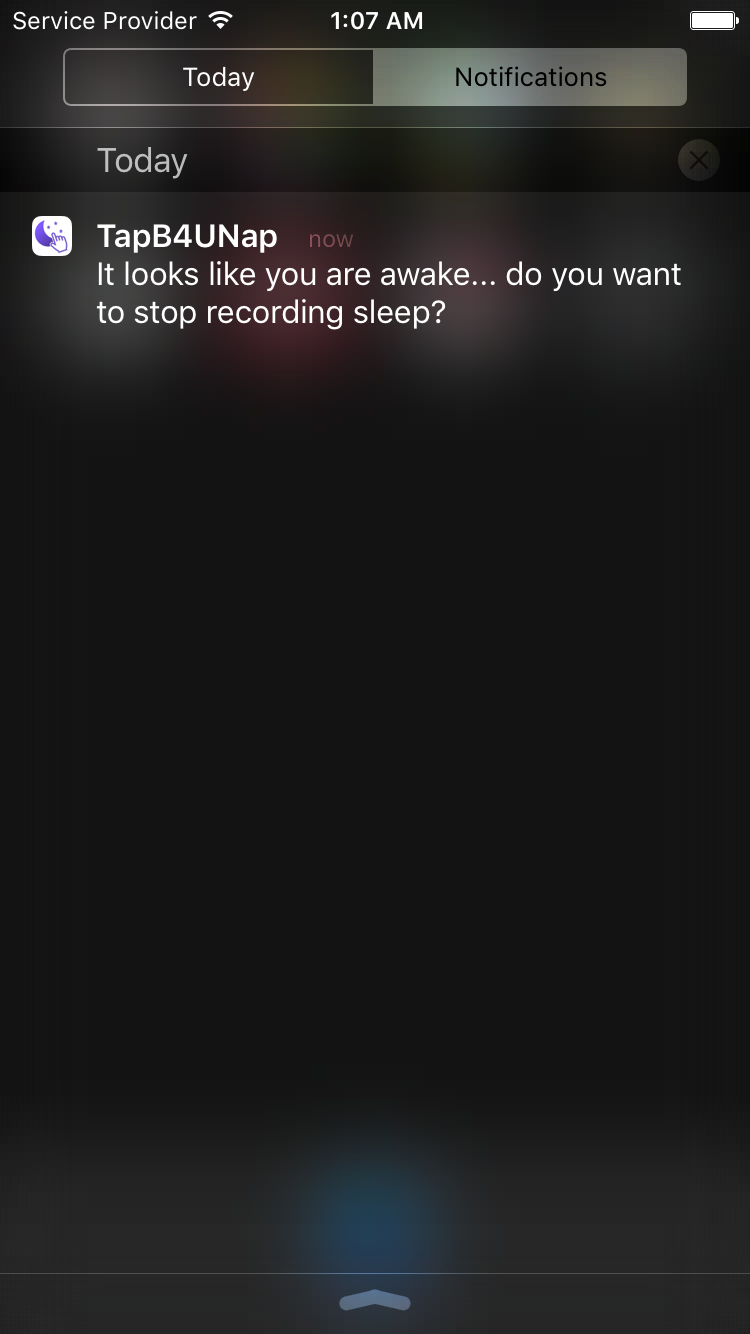 Service Provider 1:07 AM
Today Notifications
Today
TapB4UNap now
It looks like you are awake... do you want
to stop recording sleep?